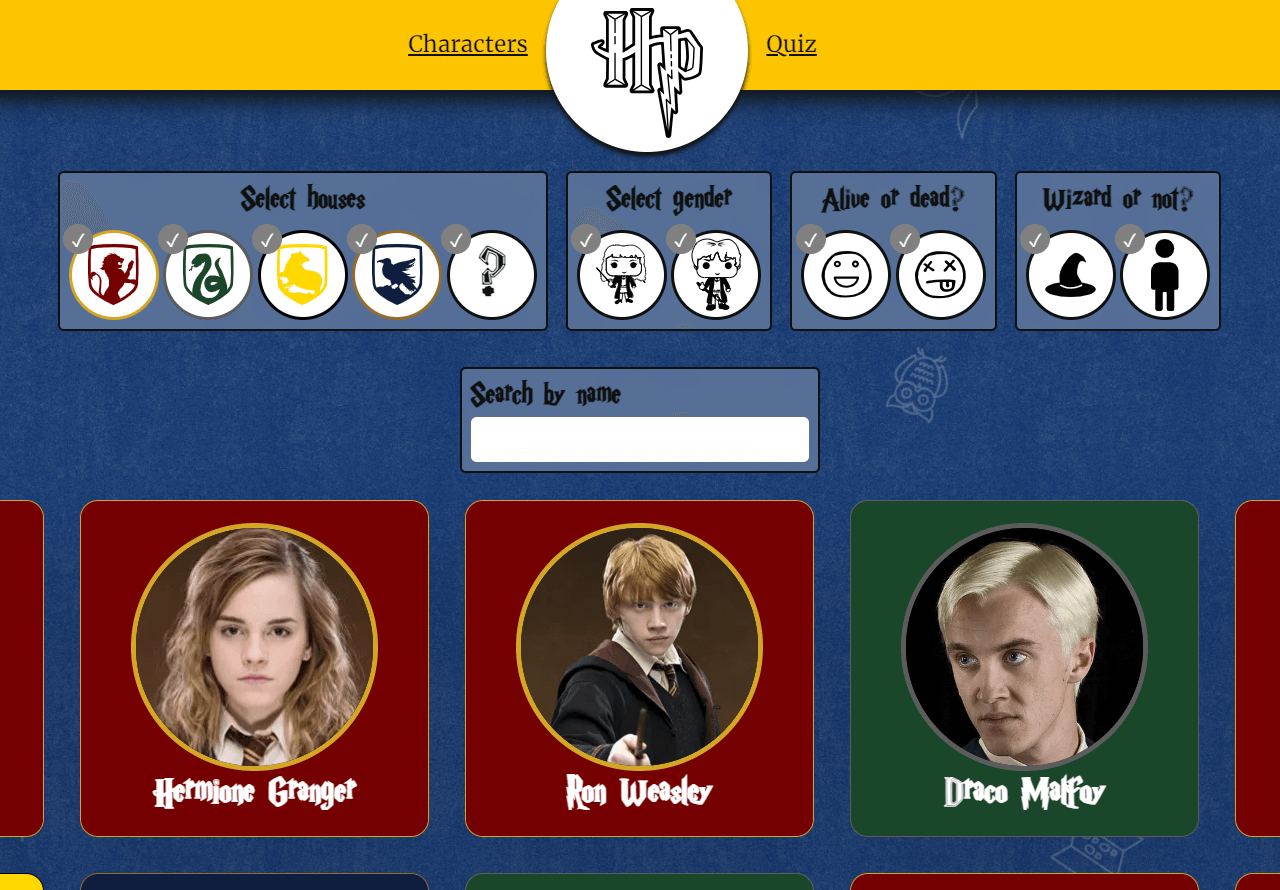 Characters
Hp
Quiz
Select houses
Select gender
Alive or dead?
Wizard or not?
?
Search by name
Hermione Granger
Ron Weasley
Draco Malfoy